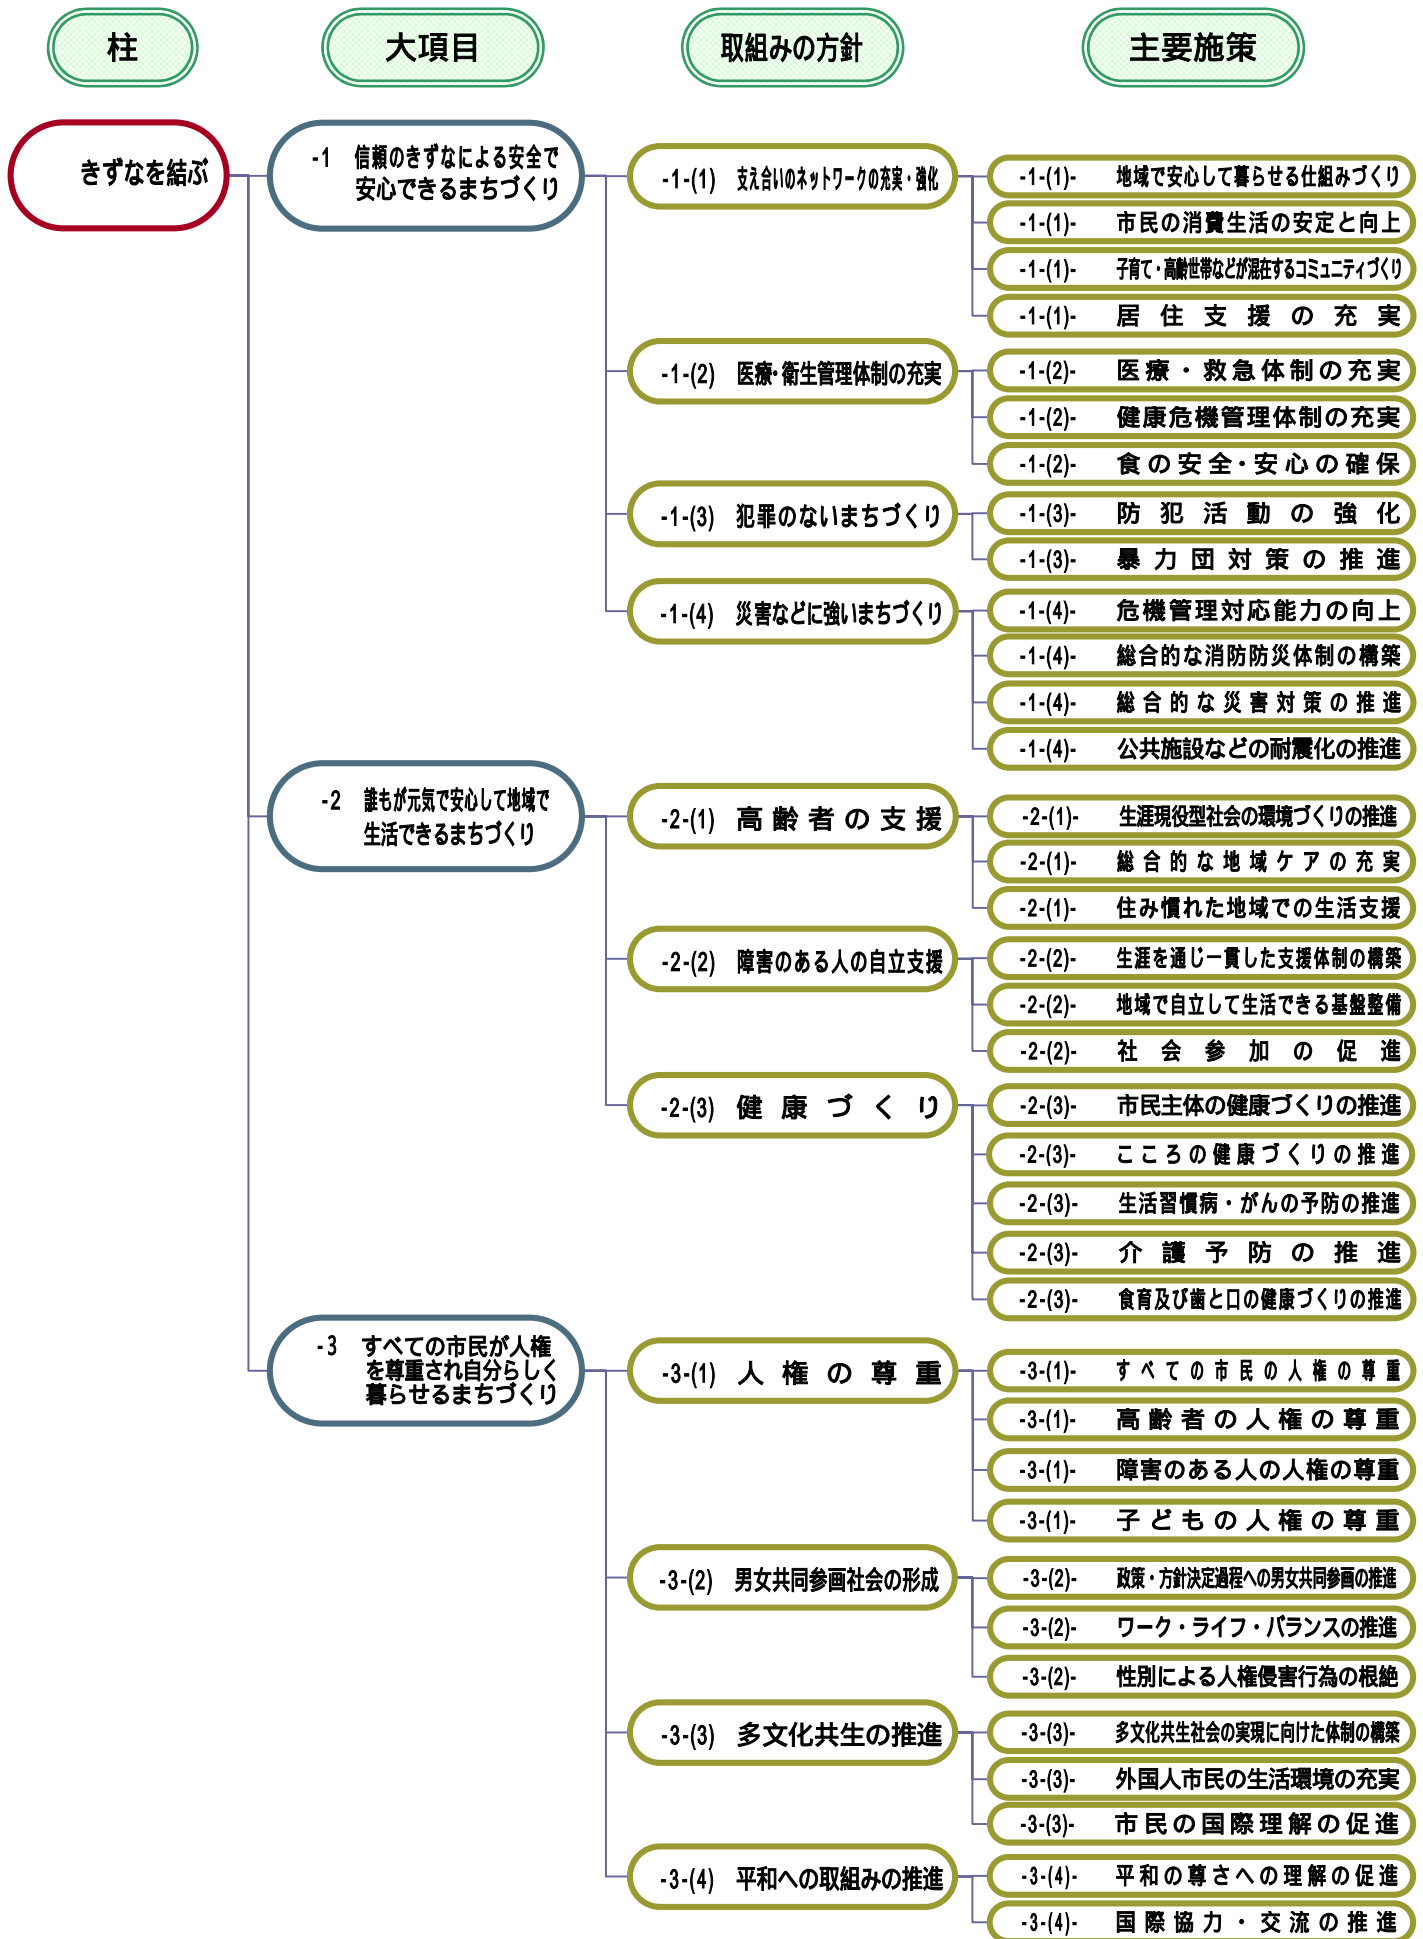 柱
大項目
取組みの方針
主要施策
きずなを結ぶ
-1 信頼のきずなによる安全で
安心できるまちづくり
-1-(1) 支え合いのネットワークの充実・強化
-1-(1)- 地域で安心して暮らせる仕組みづくり
-1-(1)- 市民の消費生活の安定と向上
-1-(1)- 子育て・高齢世帯などが混在するコミュニティづくり
-1-(1)- 居住支援の充実
-1-(2) 医療・衛生管理体制の充実
-1-(2)- 医療・救急体制の充実
-1-(2)- 健康危機管理体制の充実
-1-(2)- 食の安全・安心の確保
-1-(3) 犯罪のないまちづくり
-1-(3)- 防犯活動の強化
-1-(3)- 暴力団対策の推進
-1-(4) 災害などに強いまちづくり
-1-(4)- 危機管理対応能力の向上
-1-(4)- 総合的な消防防災体制の構築
-1-(4)- 総合的な災害対策の推進
-1-(4)- 公共施設などの耐震化の推進
-2 誰もが元気で安心して地域で
生活できるまちづくり
-2-(1) 高齢者の支援
-2-(1)- 生涯現役型社会の環境づくりの推進
-2-(1)- 総合的な地域ケアの充実
-2-(1)- 住み慣れた地域での生活支援
-2-(2) 障害のある人の自立支援
-2-(2)- 生涯を通じ一貫した支援体制の構築
-2-(2)- 地域で自立して生活できる基盤整備
-2-(2)- 社会参加の促進
-2-(3) 健康づくり
-2-(3)- 市民主体の健康づくりの推進
-2-(3)- こころの健康づくりの推進
-2-(3)- 生活習慣病・がんの予防の推進
-2-(3)- 介護予防の推進
-2-(3)- 食育及び歯と口の健康づくりの推進
-3 すべての市民が人権
を尊重され自分らしく
暮らせるまちづくり
-3-(1) 人権の尊重
-3-(1)- すべての市民の人権の尊重
-3-(1)- 高齢者の人権の尊重
-3-(1)- 障害のある人の人権の尊重
-3-(1)- 子どもの人権の尊重
-3-(2) 男女共同参画社会の形成
-3-(2)- 政策・方針決定過程への男女共同参画の推進
-3-(2)- ワーク・ライフ・バランスの推進
-3-(2)- 性別による人権侵害行為の根絶
-3-(3) 多文化共生の推進
-3-(3)- 多文化共生社会の実現に向けた体制の構築
-3-(3)- 外国人市民の生活環境の充実
-3-(3)- 市民の国際理解の促進
-3-(4) 平和への取組みの推進
-3-(4)- 平和の尊さへの理解の促進
-3-(4)- 国際協力・交流の推進